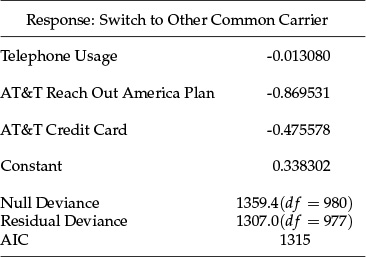 Response: Switch to Other Common Carrier
Telephone Usage -0.013080
AT&T Reach Out America Plan -0.869531
AT&T Credit Card -0.475578
Constant 0.338302
Null Deviance 1359.4(df = 980)
Residual Deviance 1307.0(df = 977)
AIC 1315